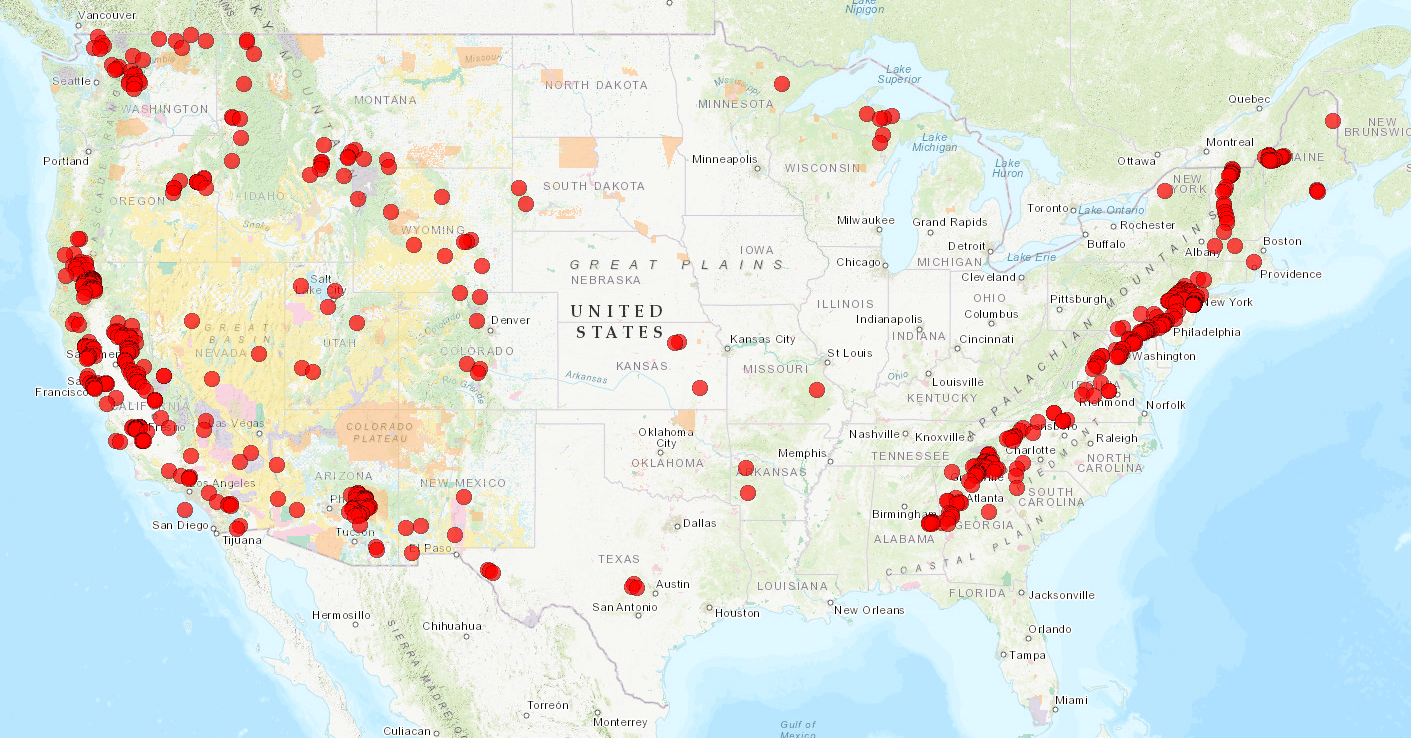 Vancouver
Lake
Nipigon
Seattle
WASHINGTON
MONTANA
Missouri
NORTH DAKOTA
MINNESOTA
Lake
Superior
Quebec
NEW
BRUNSWIC
Portland
OREGON
IDAHO
Snake
WYOMING
SOUTH DAKOTA
Minneapolis
WISCONSIN
Lake
Michigan
Lake
Huron
Ottawa
Montreal
MAINE
NEW
YORK
Toronto
Lake Ontario
Rochester
Buffalo
Albany
Boston
Providence
Milwaukee
Grand Rapids
Detroit
Lake Erie
Chicago
MICHIGAN
Cleveland
IOWA
GREAT PLAINS
NEBRASKA
UNITED
STATES
Salt
Lake City
GREAT
BASIN
NEVADA
UTAH
Colorado
Denver
COLORADO
KANSAS
Kansas City
MISSOURI
St Louis
ILLINOIS
Indianapolis
INDIANA
OHIO
Columbus
Cincinnati
Pittsburgh
New York
Philadelphia
Washington
APPALACHIAN MOUNTAINS
Ohio
Louisville
KENTUCKY
Richmond
Norfolk
San
Francisco
CALIFORNIA
Fresno
Las Vegas
COLORADO
PLATEAU
Rio Grande
Arkansas
Oklahoma
City
OKLAHOMA
Nashville
Knoxville
TENNESSEE
Memphis
ARKANSAS
Raleigh
Charlotte
NORTH
CAROLINA
PIEDMONT
SOUTH
CAROLINA
Los Angeles
ARIZONA
NEW MEXICO
San Diego
Tijuana
Tucson
El Paso
Dallas
Birmingham
Atlanta
GEORGIA
ALABAMA
COASTAL PLAIN
TEXAS
Austin
San Antonio
Houston
LOUISIANA
New Orleans
FLORIDA
Jacksonville
Orlando
Tampa
Miami
Hermosillo
Chihuahua
SIERRA MADRE
Torreón
Monterrey
Culiacan
Gulf of
Mexico